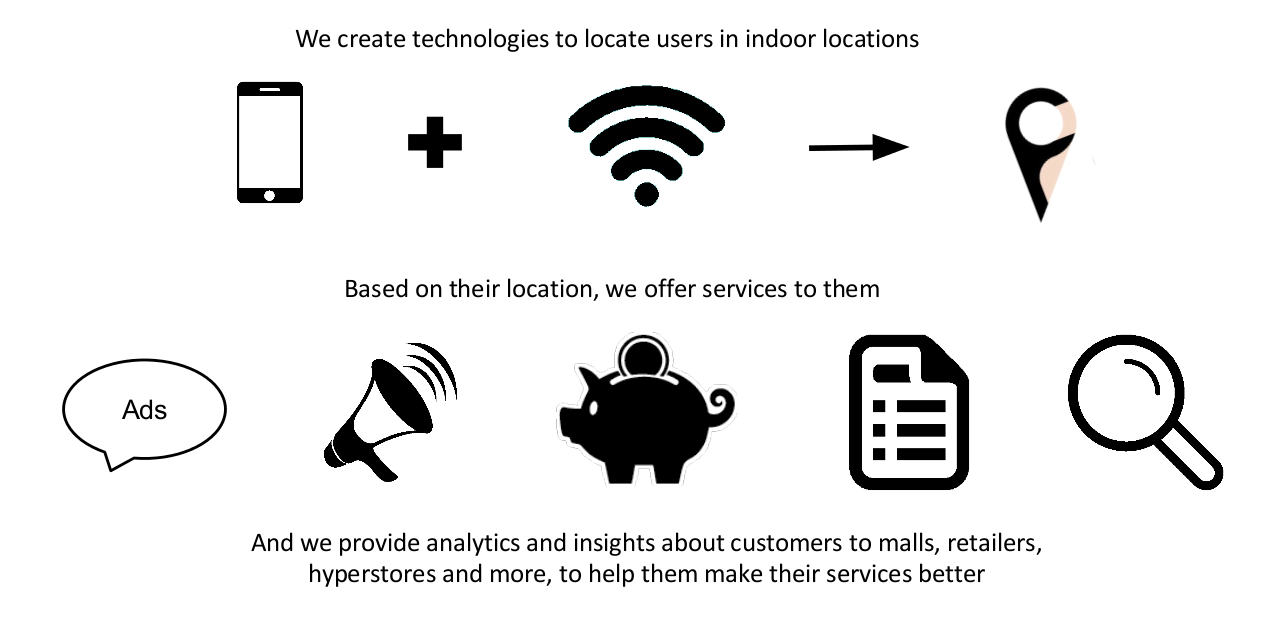 We create technologies to locate users in indoor locations
Based on their location, we offer services to them
Ads
And we provide analytics and insights about customers to malls, retailers,
hyperstores and more, to help them make their services better